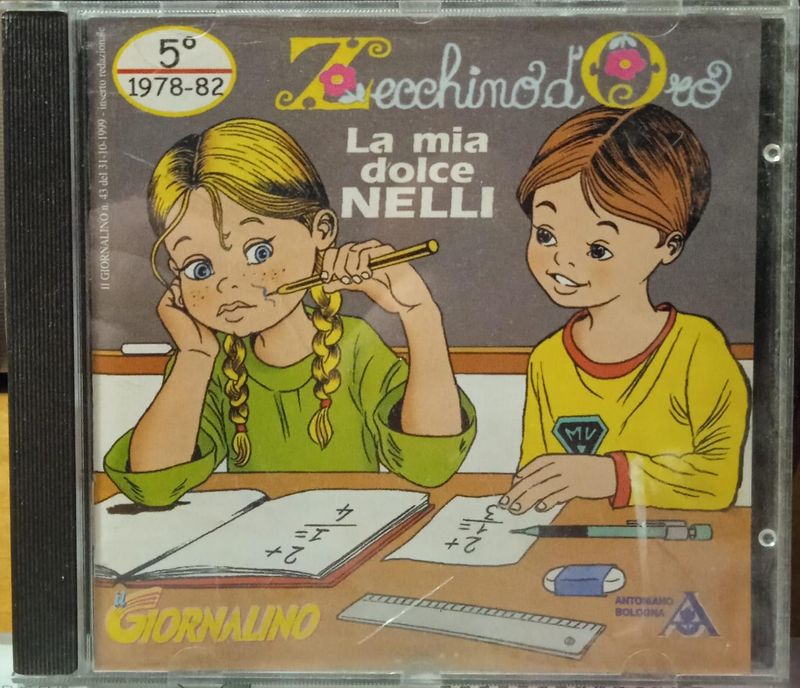 5°
1978-82
Zecchino d'Oro
La mia
dolce
NELLI
Il GIORNALINO n. 43 del 31-10-1999 - inserto redazionale
MV
2+
1=
4
2+
1=
3
il
GIORNALINO
ANTONIANO
BOLOGNA
A